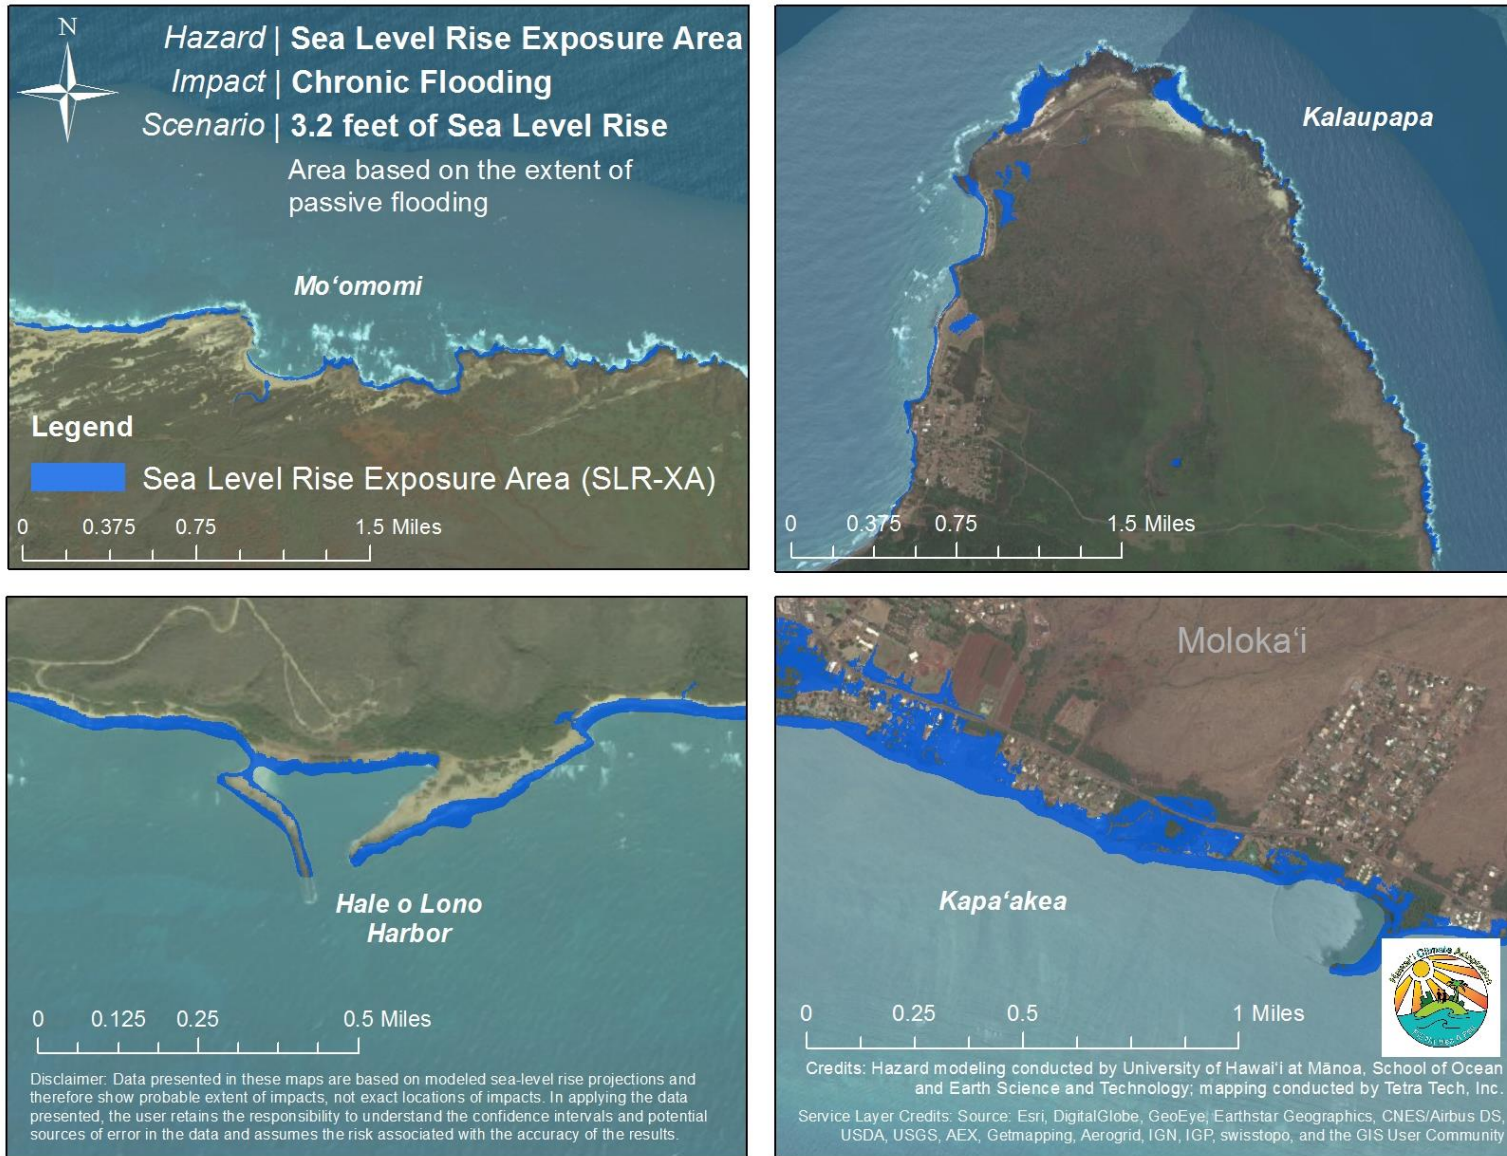 N
Hazard | Sea Level Rise Exposure Area
Impact | Chronic Flooding
Scenario | 3.2 feet of Sea Level Rise
Area based on the extent of
passive flooding
Mo‘omomi
Legend
Sea Level Rise Exposure Area (SLR-XA)
0 0.375 0.75 1.5 Miles
Kalaupapa
0 0.375 0.75 1.5 Miles
Hale o Lono
Harbor
0 0.125 0.25 0.5 Miles
Disclaimer: Data presented in these maps are based on modeled sea-level rise projections and
therefore show probable extent of impacts, not exact locations of impacts. In applying the data
presented, the user retains the responsibility to understand the confidence intervals and potential
sources of error in the data and assumes the risk associated with the accuracy of the results.
Moloka‘i
Kapa‘akea
0 0.25 0.5 1 Miles
Hawai‘i Climate Adaptation
Credits: Hazard modeling conducted by University of Hawai‘i at Mānoa, School of Ocean
and Earth Science and Technology; mapping conducted by Tetra Tech, Inc.
Service Layer Credits: Source: Esri, DigitalGlobe, GeoEye, Earthstar Geographics, CNES/Airbus DS,
USDA, USGS, AEX, Getmapping, Aerogrid, IGN, IGP, swisstopo, and the GIS User Community